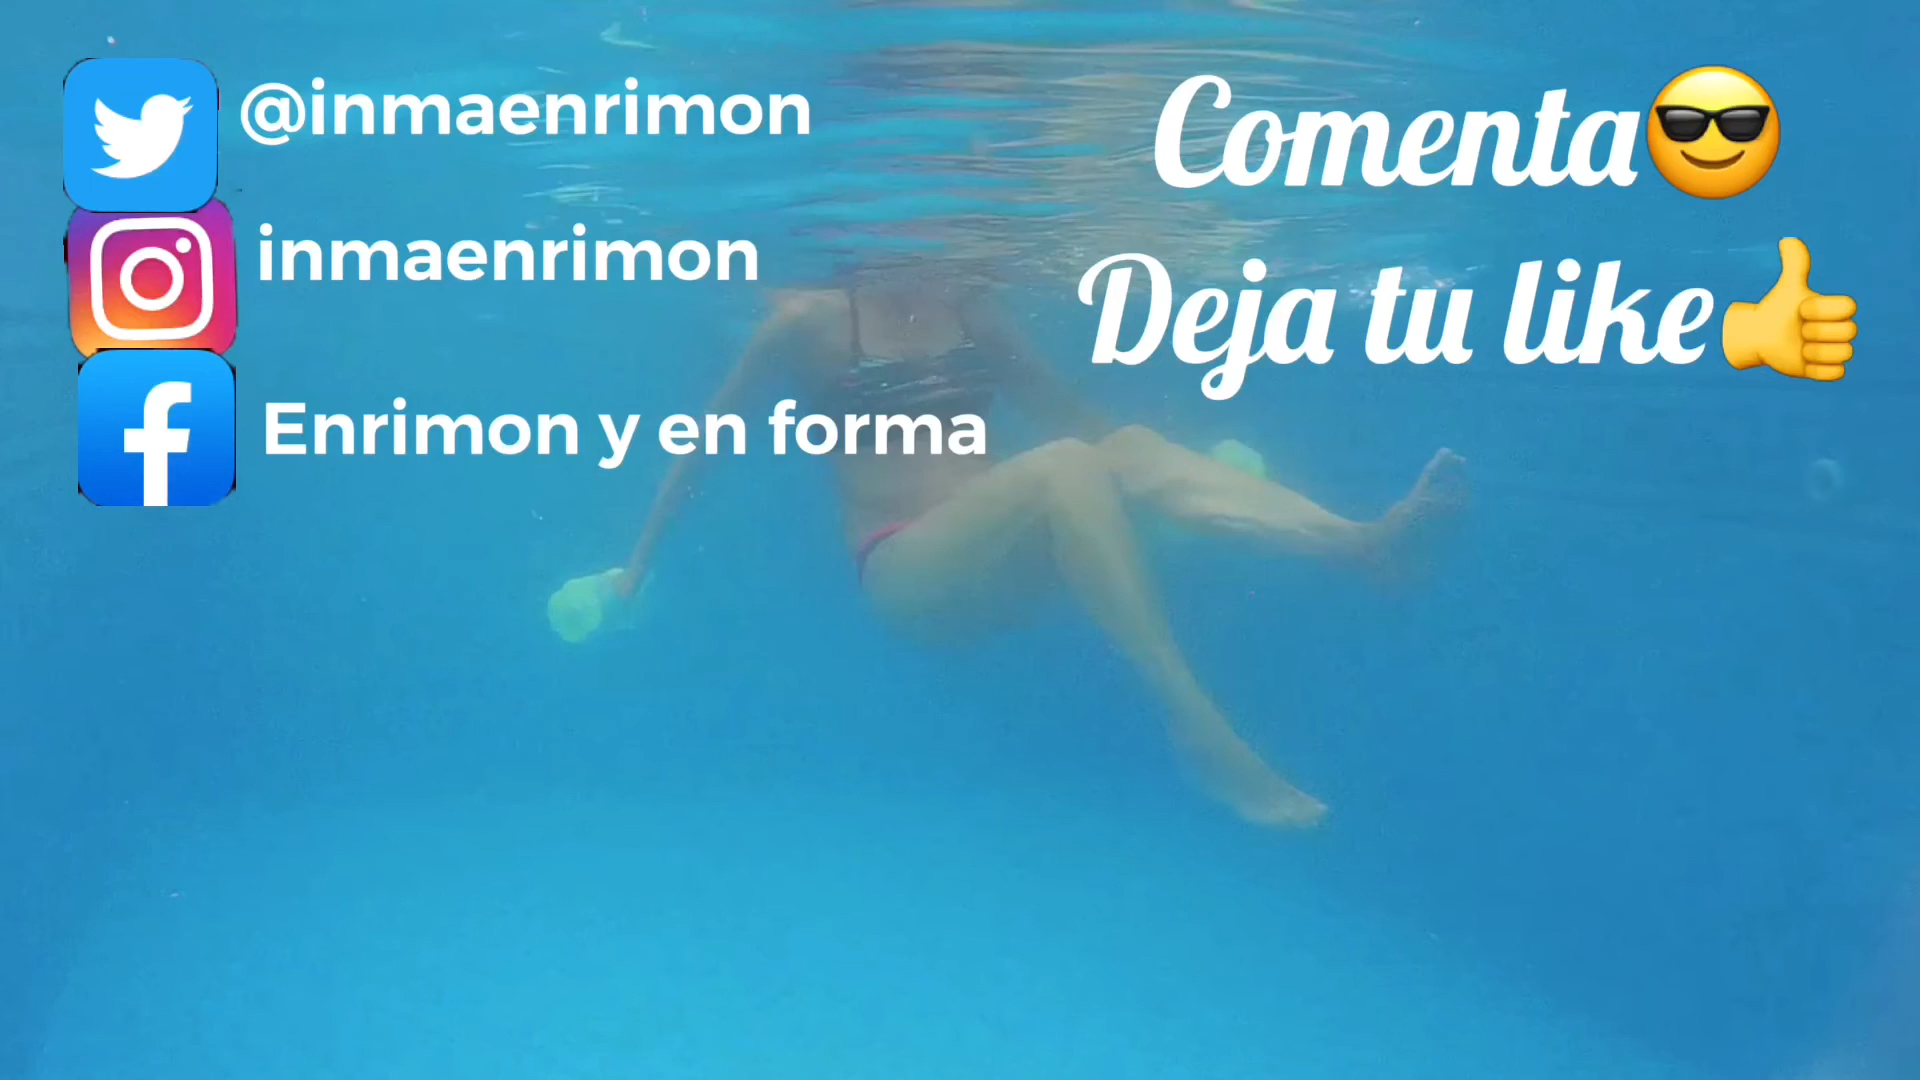 @inmaenrimon
inmaenrimon
Enrimon y en forma
Comenta😎
Deja tu like👍